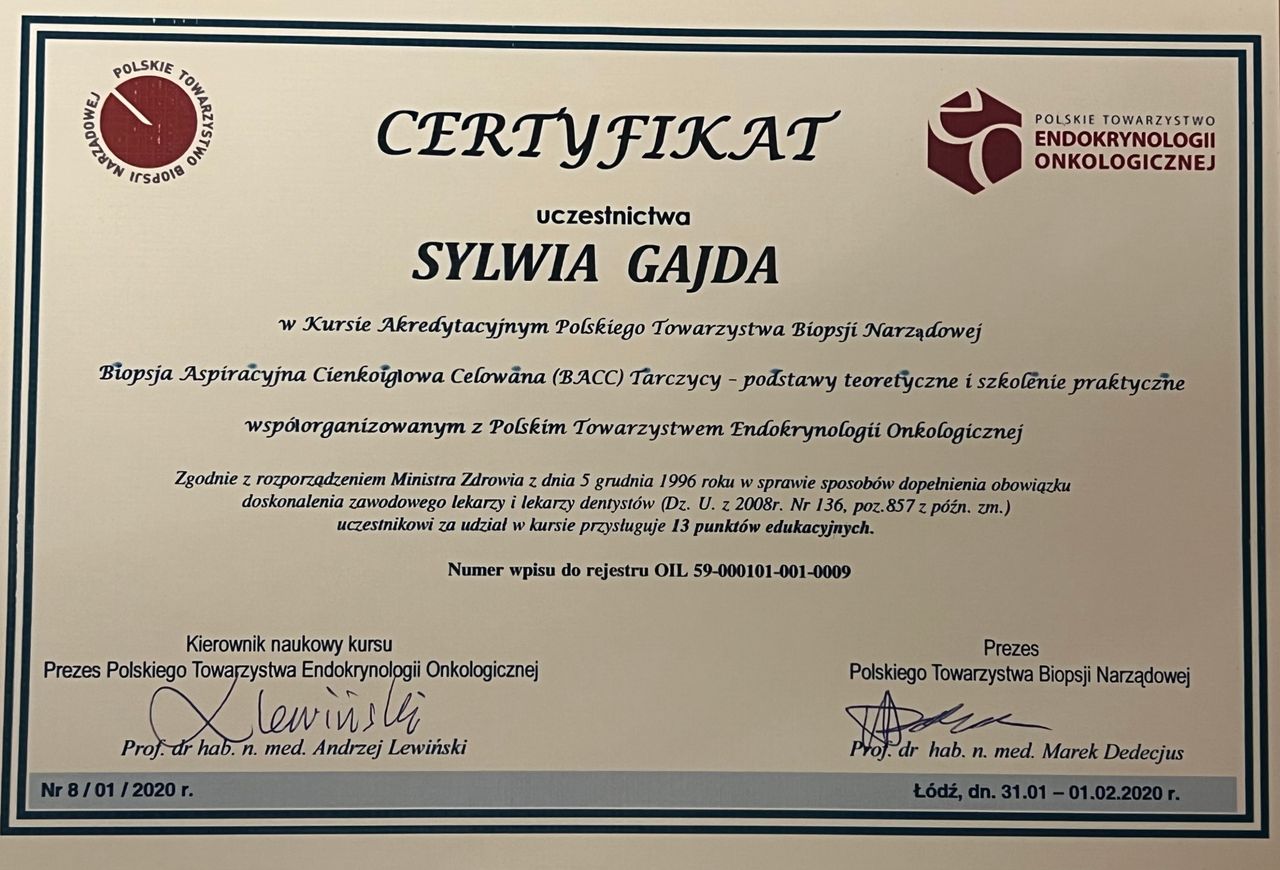 POLSKIE TOWARZYSTWO BIOPSJI NARZĄDOWEJ
CERTYFIKAT
POLSKIE TOWARZYSTWO
ENDOKRYNOLOGII
ONKOLOGICZNEJ
uczestnictwa
SYLWIA GAJDA
w Kursie Akredytacyjnym Polskiego Towarzystwa Biopsji Narządowej
Biopsja Aspiracyjna Cienkoigłowa Celowana (BACC) Tarczycy – podstawy teoretyczne i szkolenie praktyczne
współorganizowanym z Polskim Towarzystwem Endokrynologii Onkologicznej
Zgodnie z rozporządzeniem Ministra Zdrowia z dnia 5 grudnia 1996 roku w sprawie sposobów dopełnienia obowiązku
doskonalenia zawodowego lekarzy i lekarzy dentystów (Dz. U. z 2008r. Nr 136, poz.857 z późn. zm.)
uczestnikowi za udział w kursie przysługuje 13 punktów edukacyjnych.
Numer wpisu do rejestru OIL 59-000101-001-0009
Kierownik naukowy kursu
Prezes Polskiego Towarzystwa Endokrynologii Onkologicznej
Lewiński
Prof. dr hab. n. med. Andrzej Lewiński
Prezes
Polskiego Towarzystwa Biopsji Narządowej
Prof. dr hab. n. med. Marek Dedecjus
Nr 8 / 01 / 2020 r.
Łódź, dn. 31.01 – 01.02.2020 r.